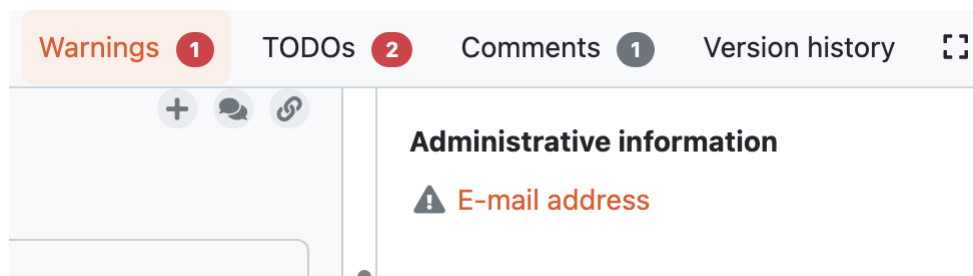 Warnings 1 TODOs 2 Comments 1 Version history
Administrative information
E-mail address